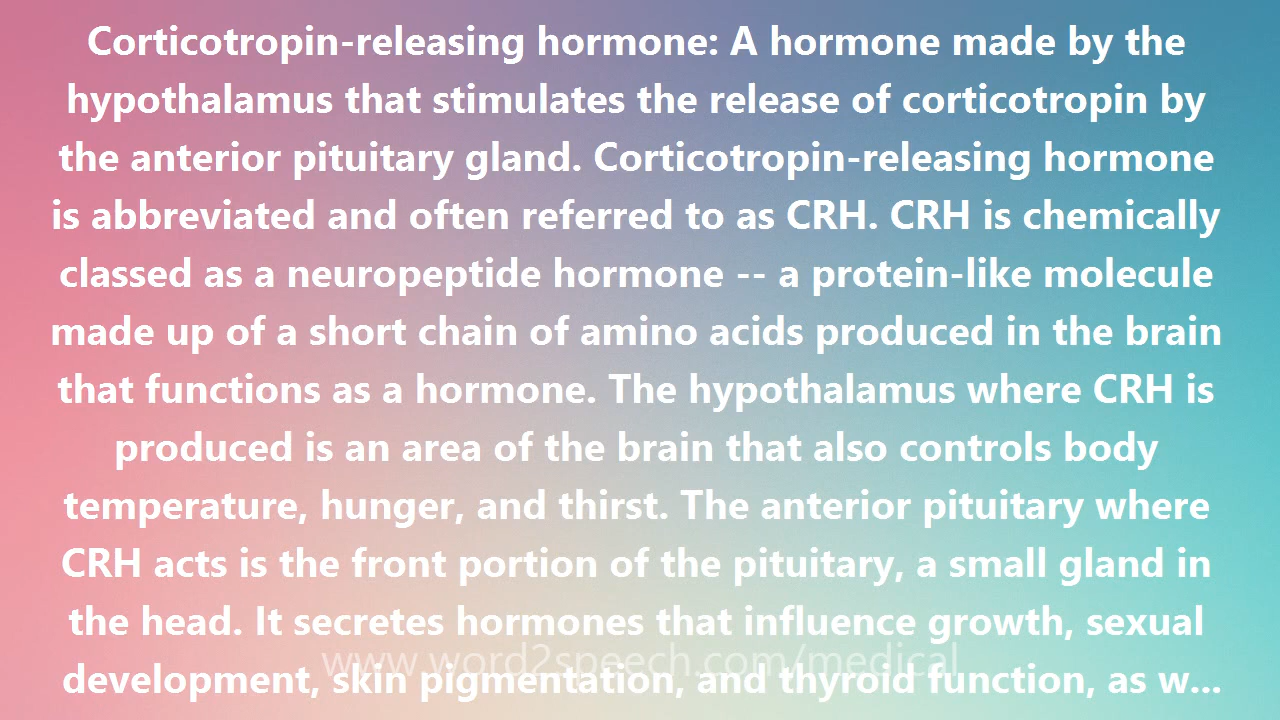 Corticotropin-releasing hormone: A hormone made by the
hypothalamus that stimulates the release of corticotropin by
the anterior pituitary gland. Corticotropin-releasing hormone
is abbreviated and often referred to as CRH. CRH is chemically
classed as a neuropeptide hormone -- a protein-like molecule
made up of a short chain of amino acids produced in the brain
that functions as a hormone. The hypothalamus where CRH is
produced is an area of the brain that also controls body
temperature, hunger, and thirst. The anterior pituitary where
CRH acts is the front portion of the pituitary, a small gland in
the head. It secretes hormones that influence growth, sexual
www.word2speech.com/medical
development, skin pigmentation, and thyroid function, as w...